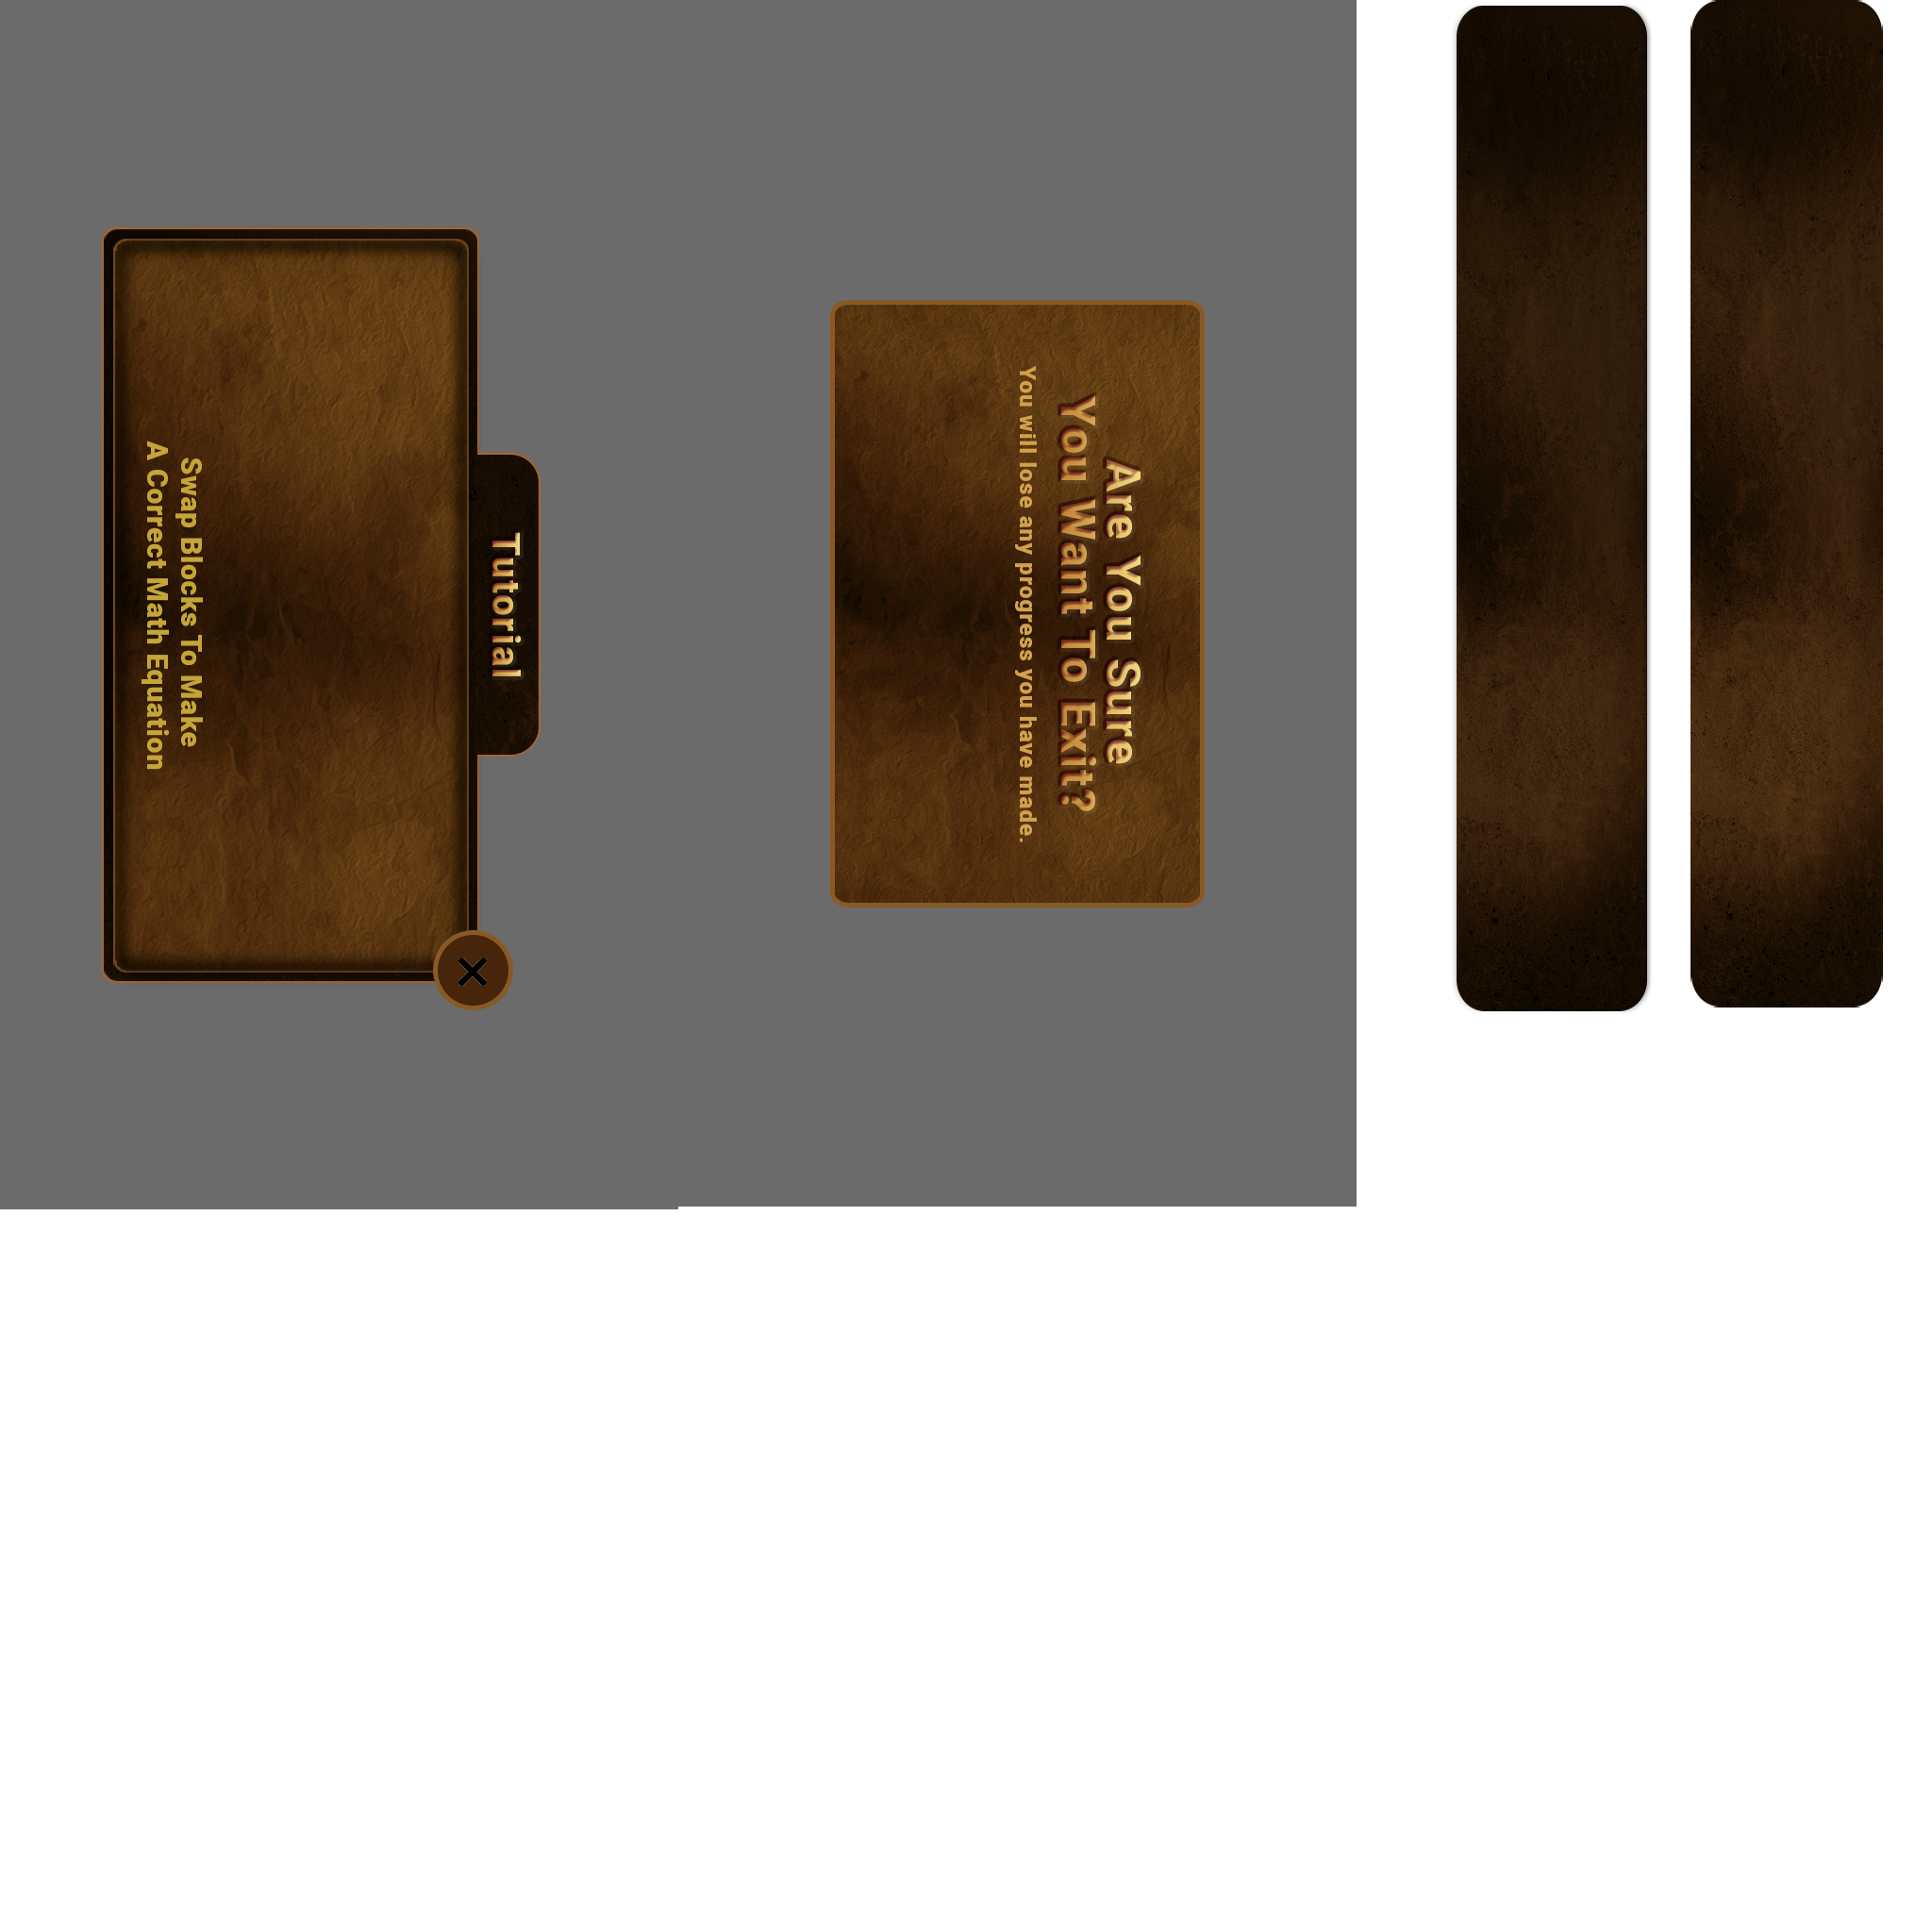 Tutorial
Swap Blocks To Make
A Correct Math Equation
Are You Sure
You Want To Exit?
You will lose any progress you have made.